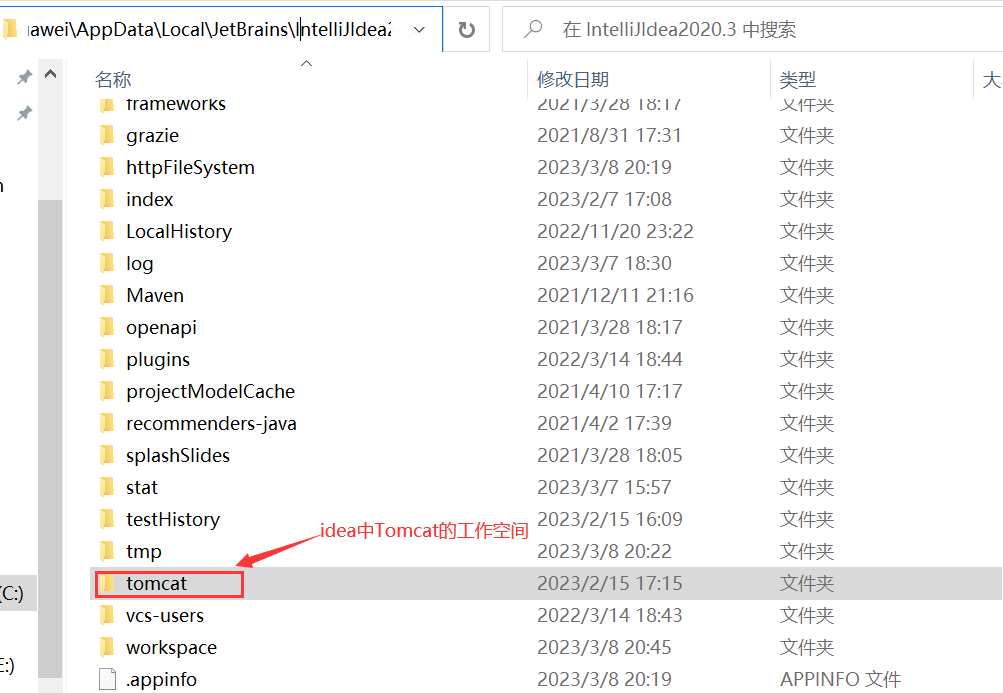 awei\AppData\Local\JetBrains\IntelliJIdea2
在 IntelliJIdea2020.3 中搜索
名称 修改日期 类型
frameworks 2021/3/28 18:17 文件夹
grazie 2021/8/31 17:31 文件夹
httpFileSystem 2023/3/8 20:19 文件夹
index 2023/2/7 17:08 文件夹
LocalHistory 2022/11/20 23:22 文件夹
log 2023/3/7 18:30 文件夹
Maven 2021/12/11 21:16 文件夹
openapi 2021/3/28 18:17 文件夹
plugins 2022/3/14 18:44 文件夹
projectModelCache 2021/4/10 17:17 文件夹
recommenders-java 2021/4/2 17:39 文件夹
splashSlides 2021/3/28 18:05 文件夹
stat 2023/3/7 15:57 文件夹
testHistory 2023/2/15 16:09 文件夹
idea中Tomcat的工作空间
tmp 2023/3/8 20:22 文件夹
(C:)
tomcat 2023/2/15 17:15 文件夹
vcs-users 2022/3/14 18:43 文件夹
workspace 2023/3/8 20:45 文件夹
E:)
.appinfo 2023/3/8 20:19 APPINFO 文件